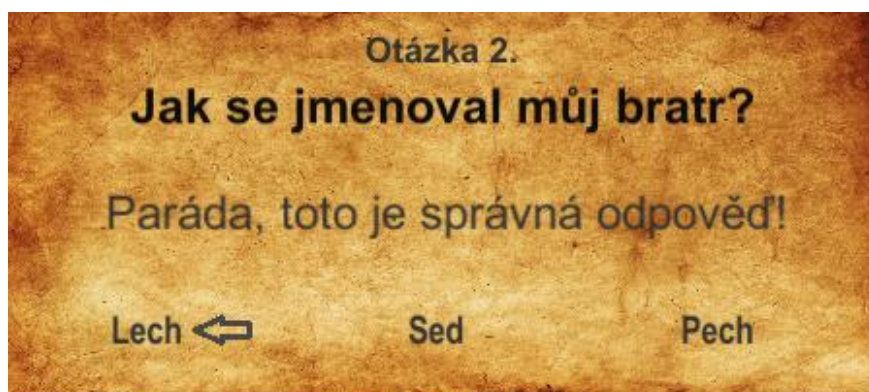 Otázka 2.
Jak se jmenoval můj bratr?
Paráda, toto je správná odpověď!
Lech Sed Pech